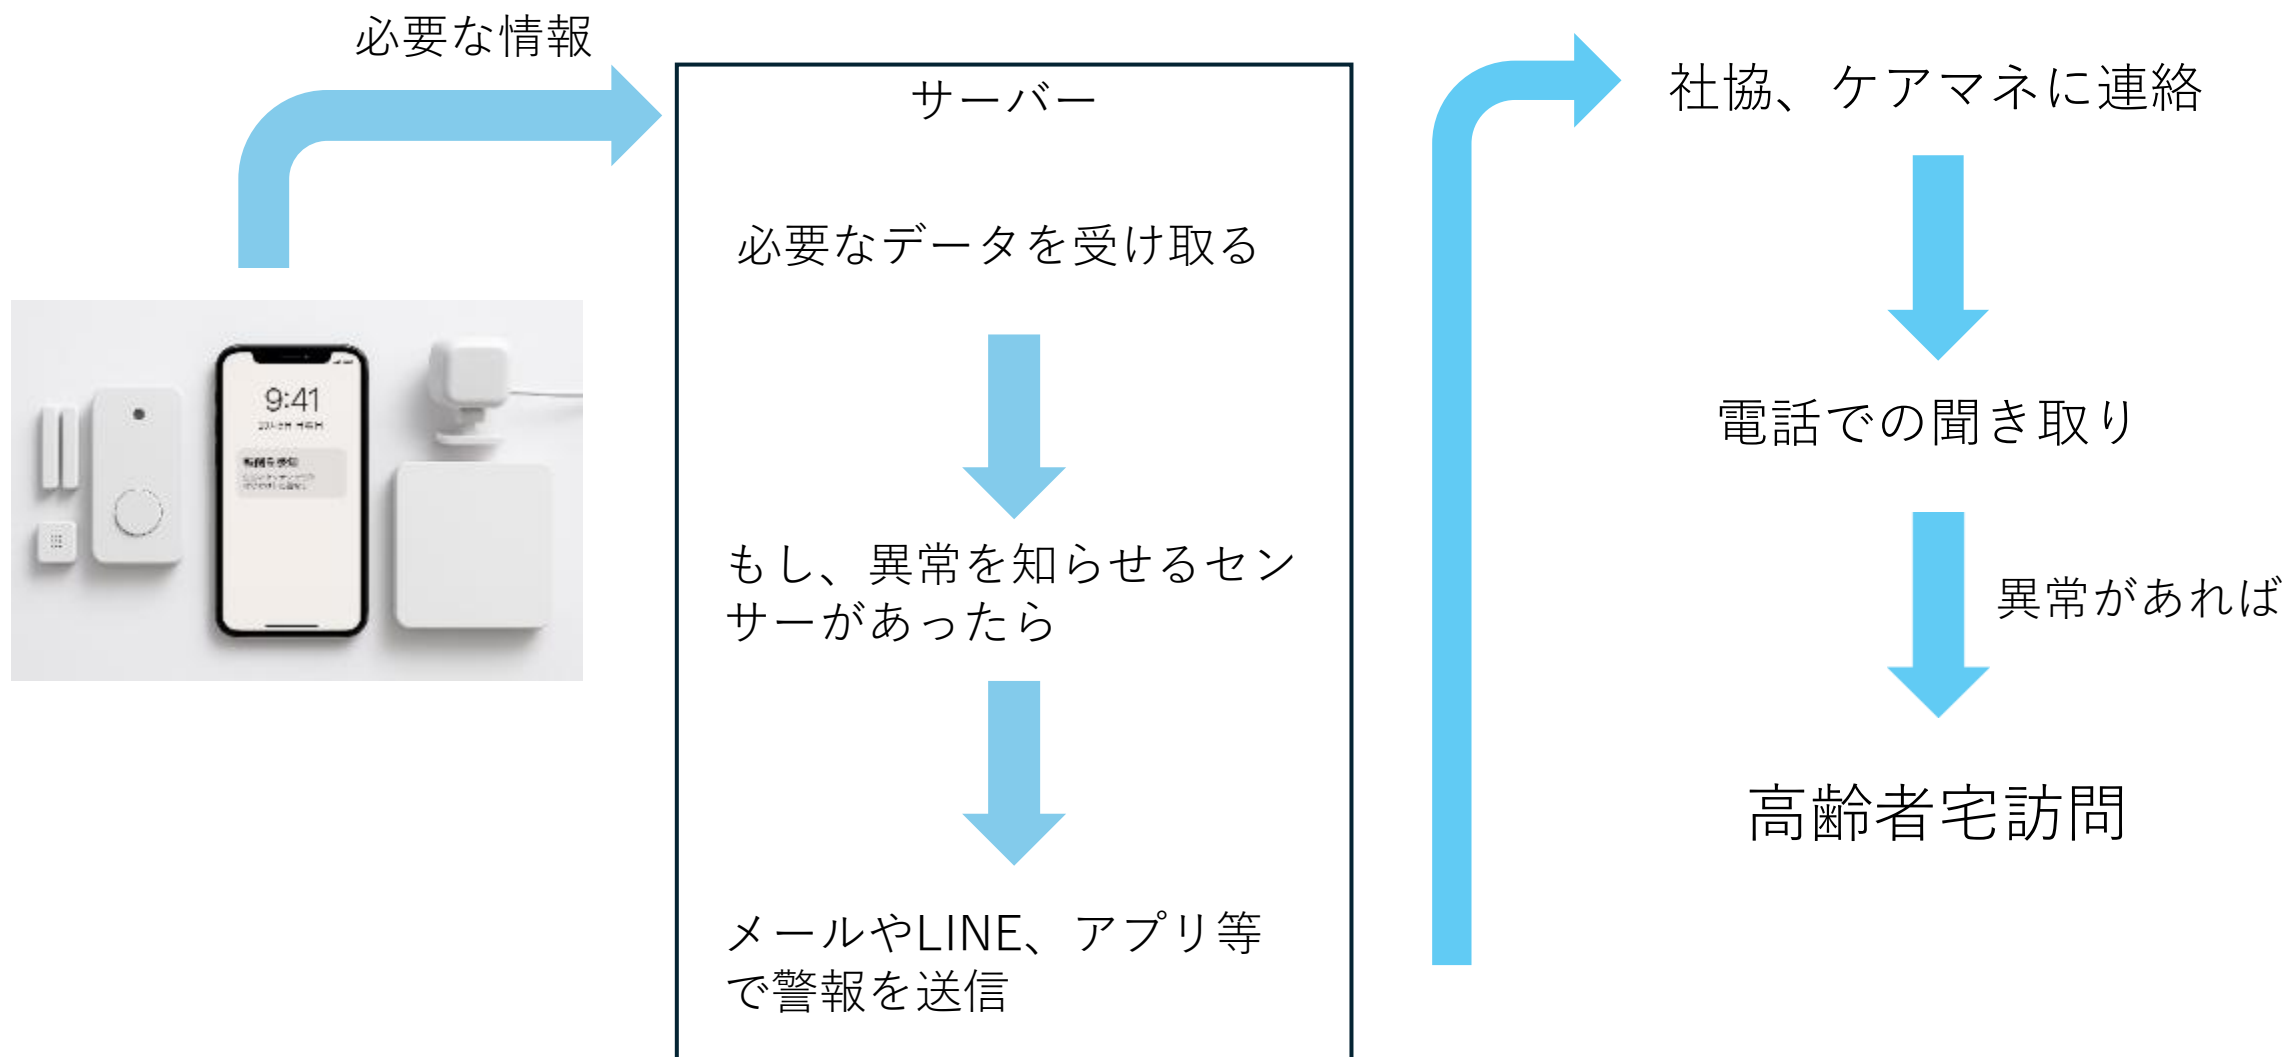 必要な情報
9:41
サーバー
必要なデータを受け取る
もし、異常を知らせるセン
サーがあったら
メールやLINE、アプリ等
で警報を送信
社協、ケアマネに連絡
電話での聞き取り
異常があれば
高齢者宅訪問